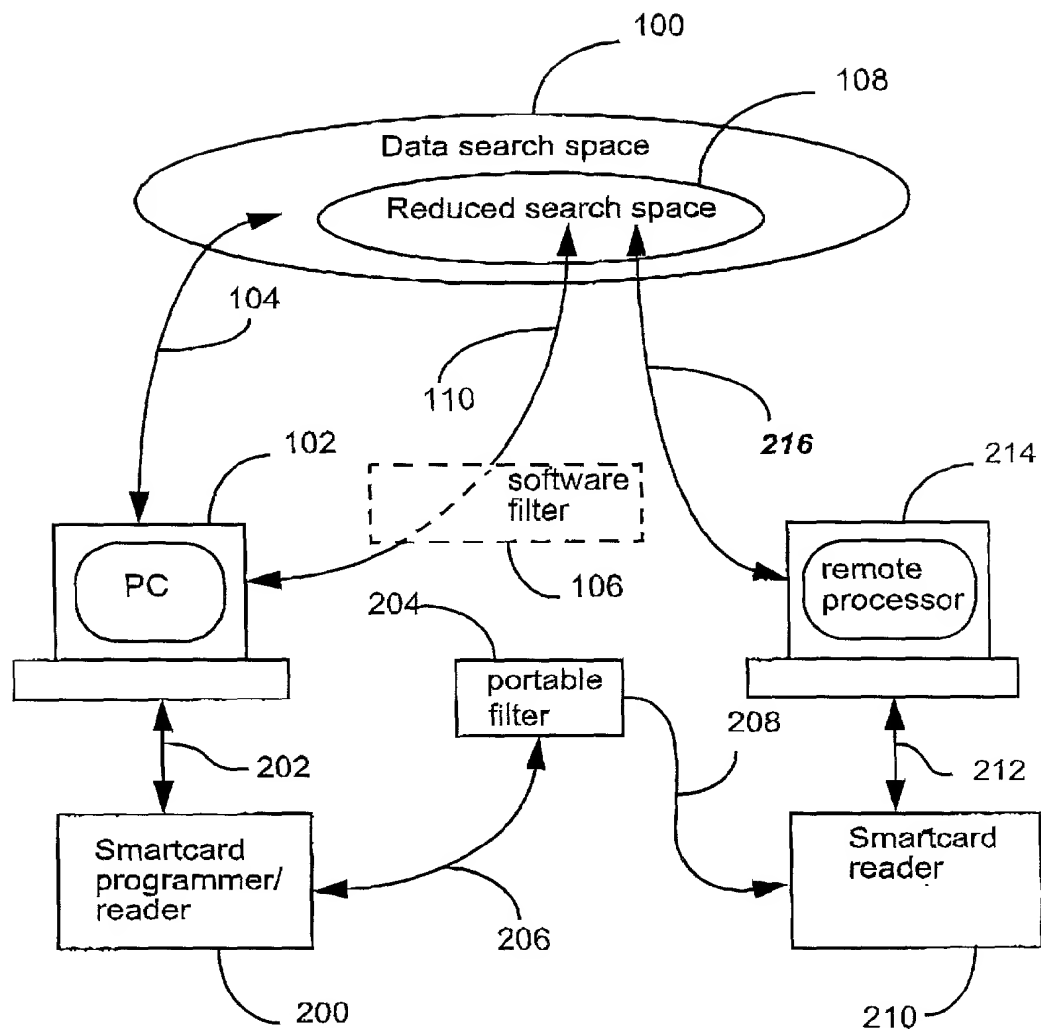 100
108
Data search space
Reduced search space
104
110
216
102
214
software
filter
PC
remote
processor
106
204
portable
filter
208
202
212
Smartcard
programmer/
reader
Smartcard
reader
206
200
210